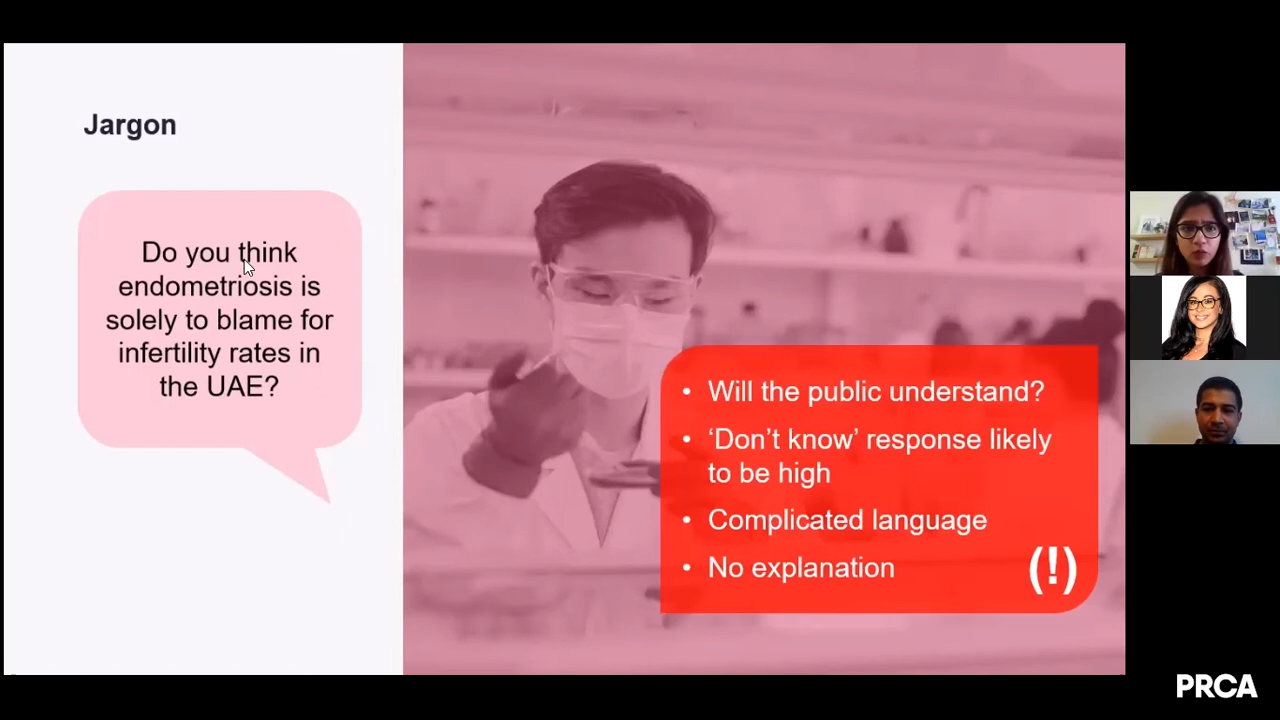 Jargon
Do you think
endometriosis is
solely to blame for
infertility rates in
the UAE?
• Will the public understand?
• ‘Don’t know’ response likely
to be high
• Complicated language
• No explanation
(!)
PRCA